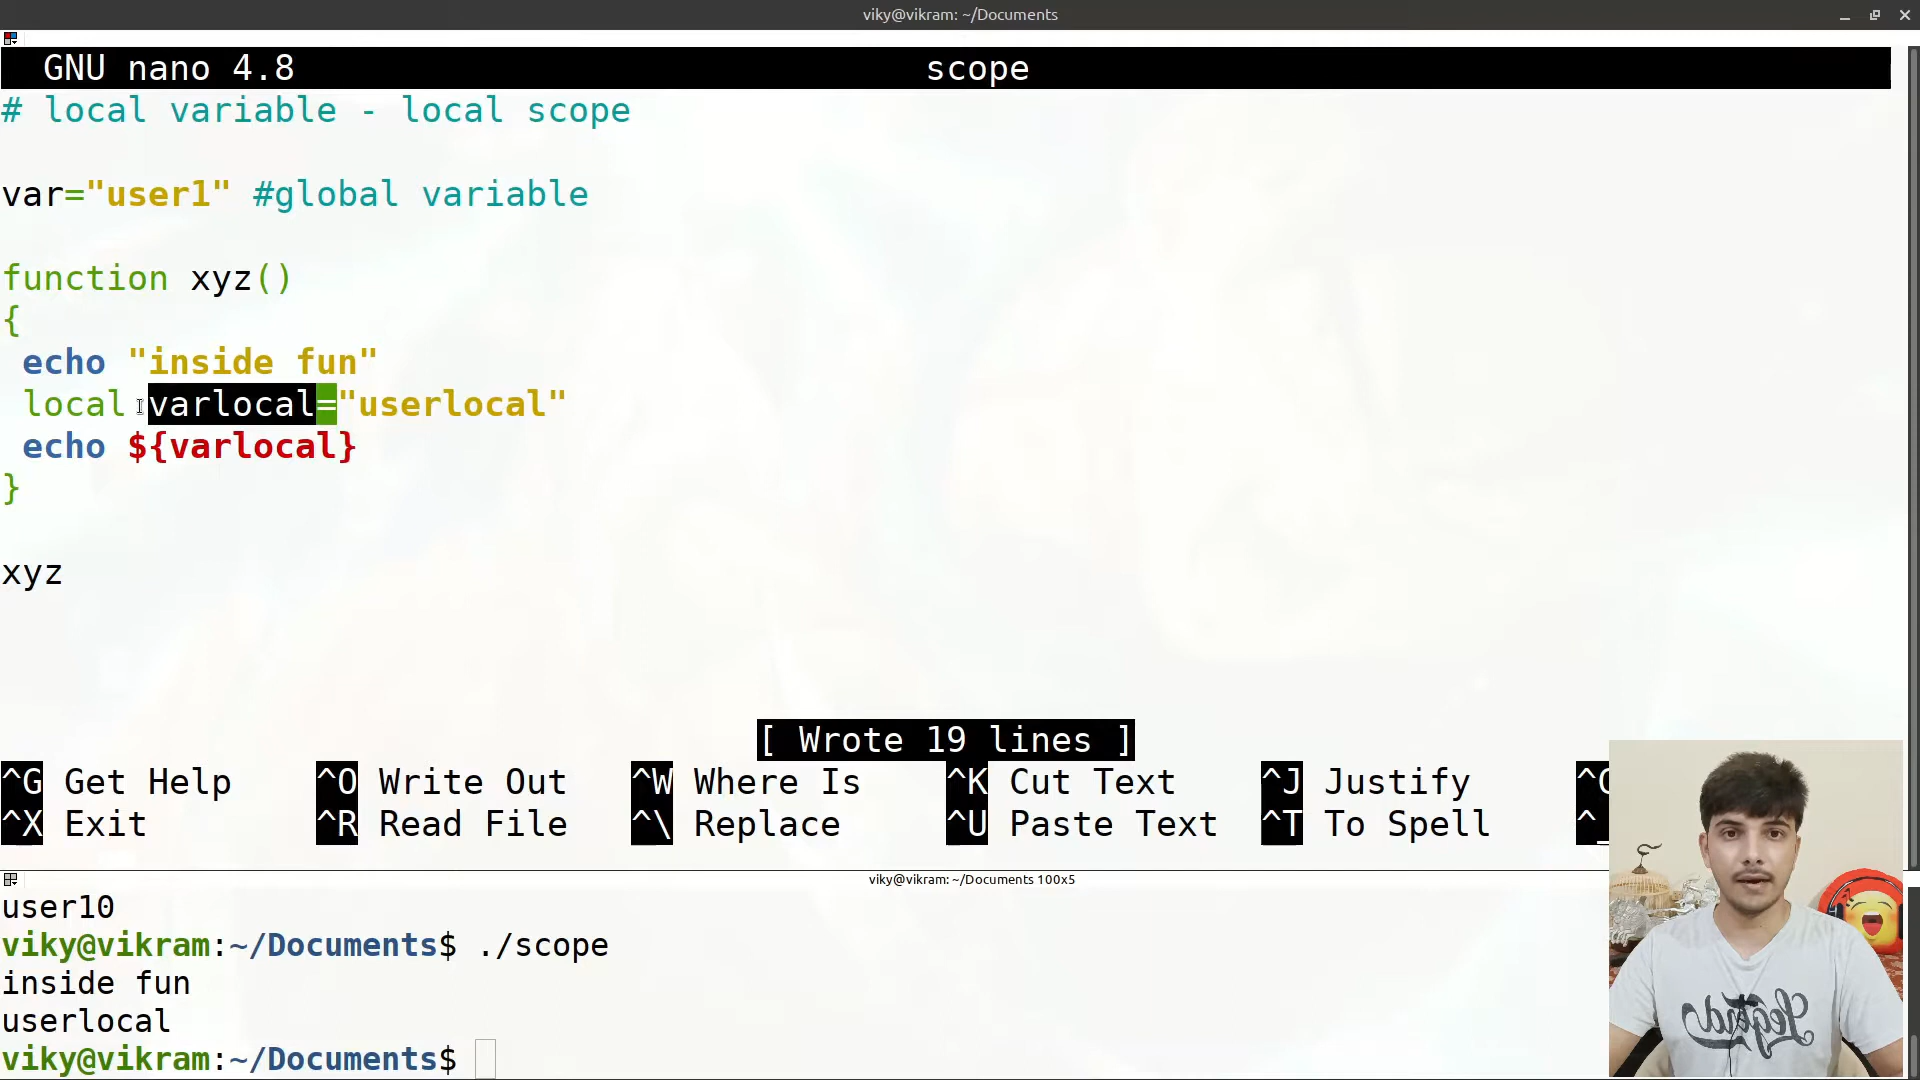 viky@vikram: ~/Documents
GNU nano 4.8 scope
# local variable - local scope
var="user1" #global variable
function xyz()
{
echo "inside fun"
local varlocal="userlocal"
echo ${varlocal}
}
xyz
[ Wrote 19 lines ]
^G Get Help ^O Write Out ^W Where Is ^K Cut Text ^J Justify
^X Exit ^R Read File ^\ Replace ^U Paste Text ^T To Spell ^_
viky@vikram: ~/Documents 100x5
user10
viky@vikram:~/Documents$ ./scope
inside fun
userlocal
viky@vikram:~/Documents$
Legend